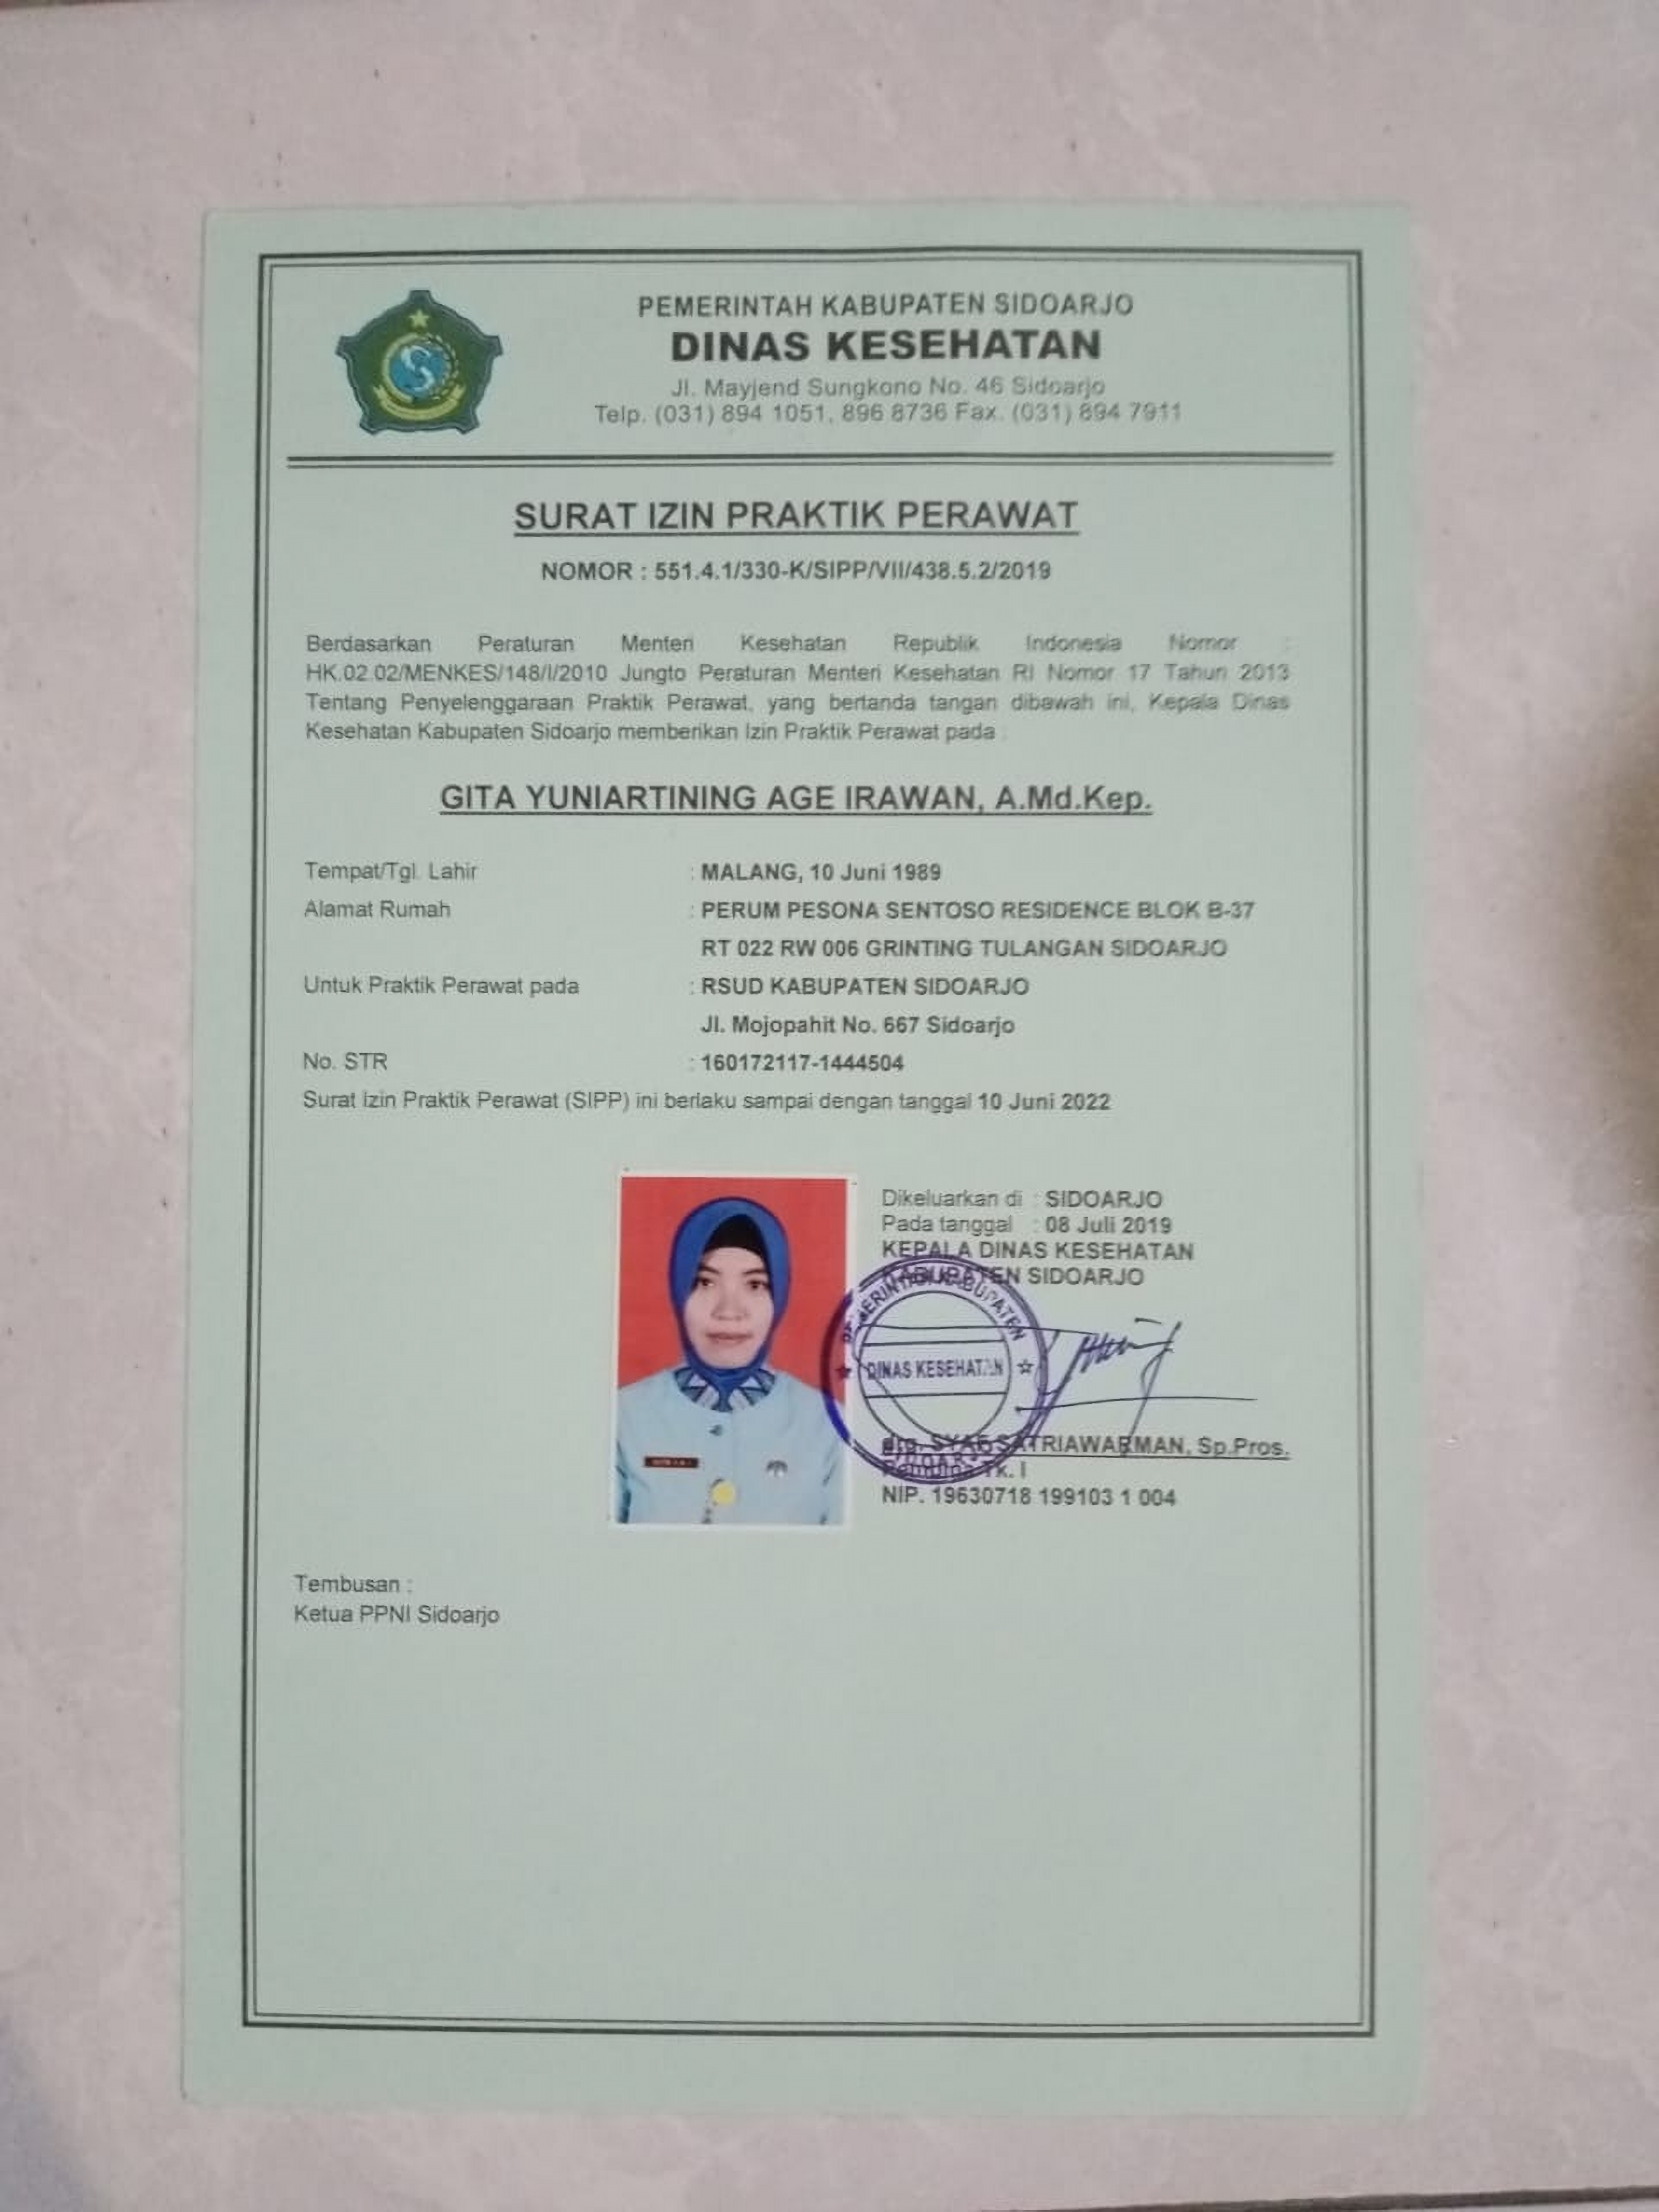 PEMERINTAH KABUPATEN SIDOARJO
DINAS KESEHATAN
Jl. Mayjend Sungkono No. 46 Sidoarjo
Telp. (031) 894 1051, 896 8736 Fax. (031) 894 7911
SURAT IZIN PRAKTIK PERAWAT
NOMOR : 551.4.1/330-K/SIPP/VII/438.5.2/2019
Berdasarkan Peraturan Menteri Kesehatan Republik Indonesia Nomor :
HK.02.02/MENKES/148/I/2010 Jungto Peraturan Menteri Kesehatan RI Nomor 17 Tahun 2013
Tentang Penyelenggaraan Praktik Perawat, yang bertanda tangan dibawah ini, Kepala Dinas
Kesehatan Kabupaten Sidoarjo memberikan Izin Praktik Perawat pada :
GITA YUNIARTINING AGE IRAWAN, A.Md.Kep.
Tempat/Tgl. Lahir : MALANG, 10 Juni 1989
Alamat Rumah : PERUM PESONA SENTOSO RESIDENCE BLOK B-37
RT 022 RW 006 GRINTING TULANGAN SIDOARJO
Untuk Praktik Perawat pada : RSUD KABUPATEN SIDOARJO
Jl. Mojopahit No. 667 Sidoarjo
No. STR : 160172117-1444504
Surat Izin Praktik Perawat (SIPP) ini berlaku sampai dengan tanggal 10 Juni 2022
Dikeluarkan di : SIDOARJO
Pada tanggal : 08 Juli 2019
KEPALA DINAS KESEHATAN
KABUPATEN SIDOARJO
PEMERINTAH KABUPATEN
DINAS KESEHATAN
SIDOARJO
drg. SYAF SATRIAWARMAN, Sp.Pros.
Pembina Tk. I
NIP. 19630718 199103 1 004
Tembusan :
Ketua PPNI Sidoarjo